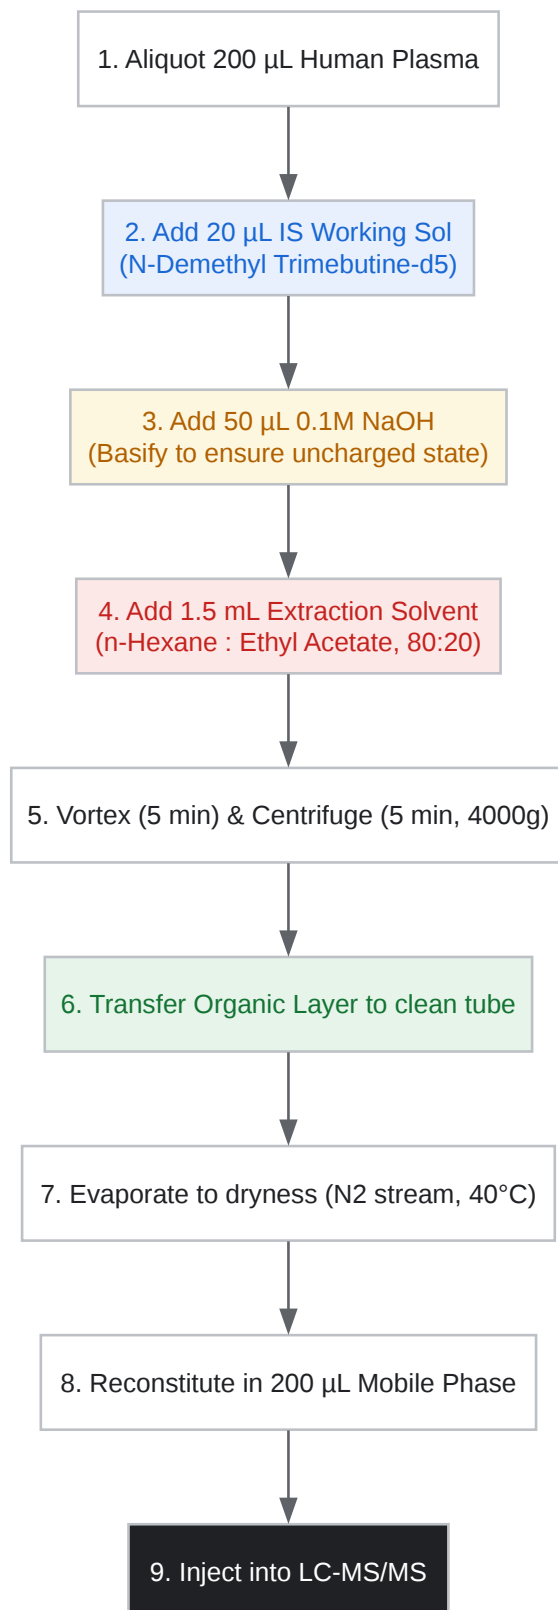 1. Aliquot 200 µL Human Plasma
2. Add 20 µL IS Working Sol
(N-Demethyl Trimebutine-d5)
3. Add 50 µL 0.1M NaOH
(Basify to ensure uncharged state)
4. Add 1.5 mL Extraction Solvent
(n-Hexane : Ethyl Acetate, 80:20)
5. Vortex (5 min) & Centrifuge (5 min, 4000g)
6. Transfer Organic Layer to clean tube
7. Evaporate to dryness (N2 stream, 40°C)
8. Reconstitute in 200 µL Mobile Phase
9. Inject into LC-MS/MS